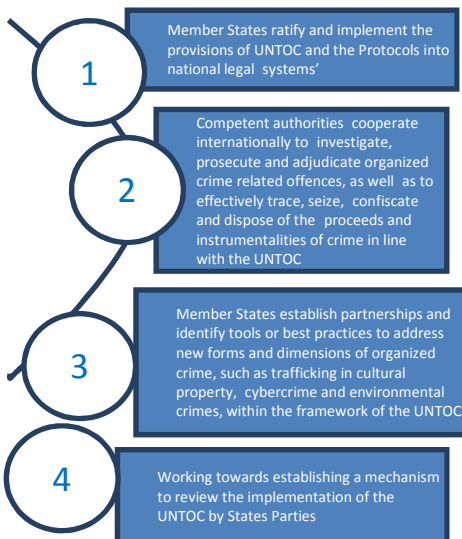 1
Member States ratify and implement the
provisions of UNTOC and the Protocols into
national legal systems’
2
Competent authorities cooperate
internationally to investigate,
prosecute and adjudicate organized
crime related offences, as well as to
effectively trace, seize, confiscate
and dispose of the proceeds and
instrumentalities of crime in line
with the UNTOC
3
Member States establish partnerships and
identify tools or best practices to address
new forms and dimensions of organized
crime, such as trafficking in cultural
property, cybercrime and environmental
crimes, within the framework of the UNTOC
4
Working towards establishing a mechanism
to review the implementation of the
UNTOC by States Parties